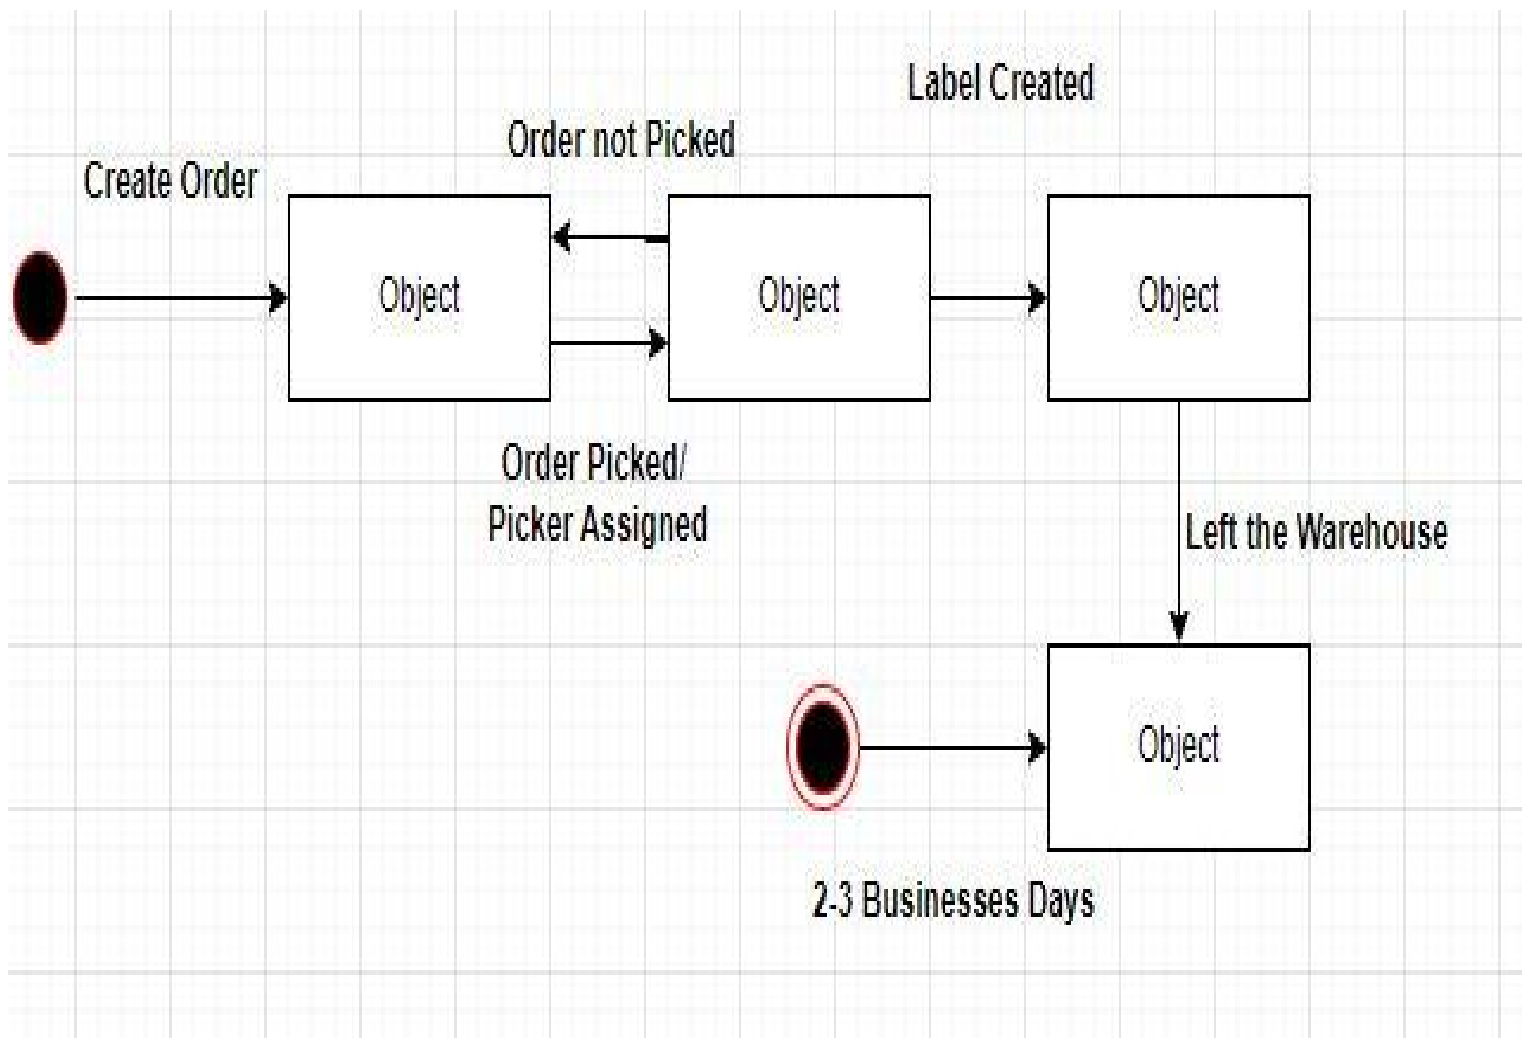 Label Created
Order not Picked
Create Order
Object
Object
Object
Order Picked/
Picker Assigned
Left the Warehouse
Object
2-3 Businesses Days